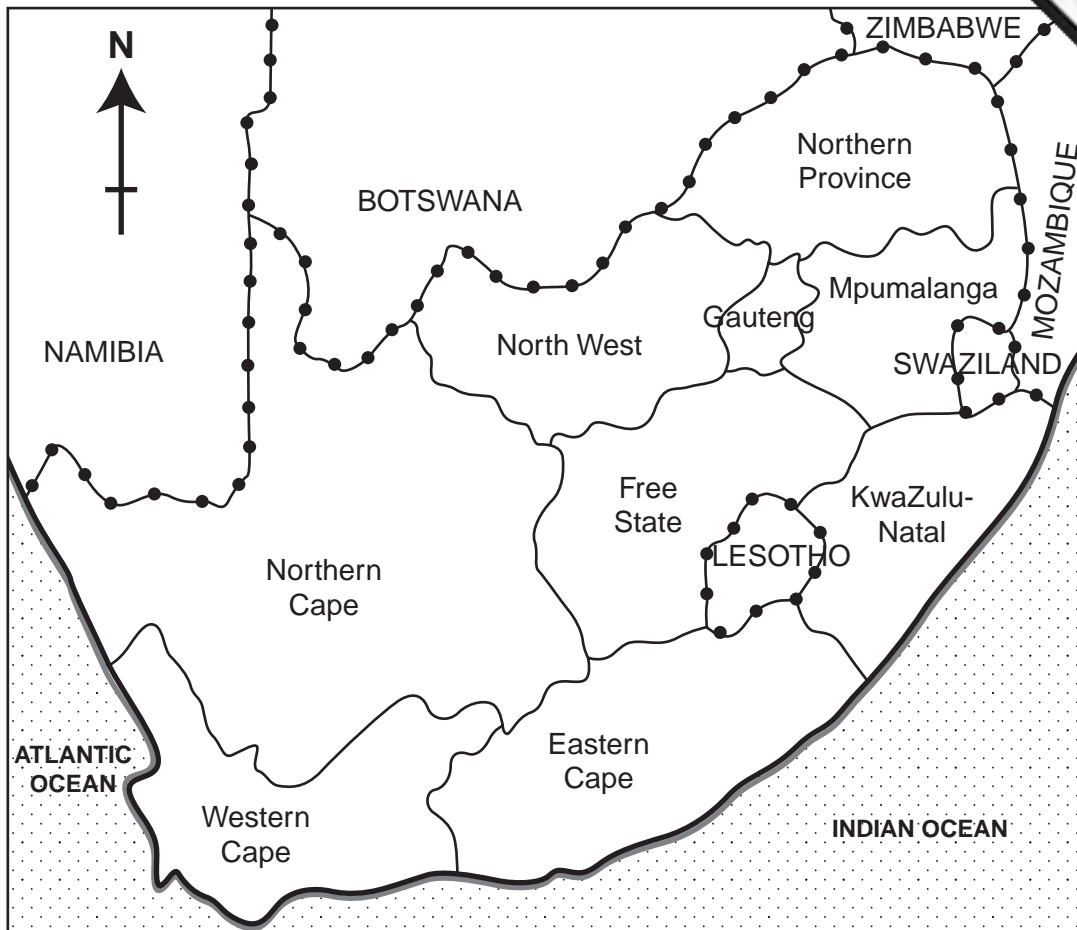 ZIMBABWE
N
Northern
Province
MOZAMBIQUE
BOTSWANA
Mpumalanga
Gauteng
North West
NAMIBIA
SWAZILAND
Free
State
KwaZulu-
Natal
LESOTHO
Northern
Cape
Eastern
Cape
ATLANTIC
OCEAN
Western
Cape
INDIAN OCEAN